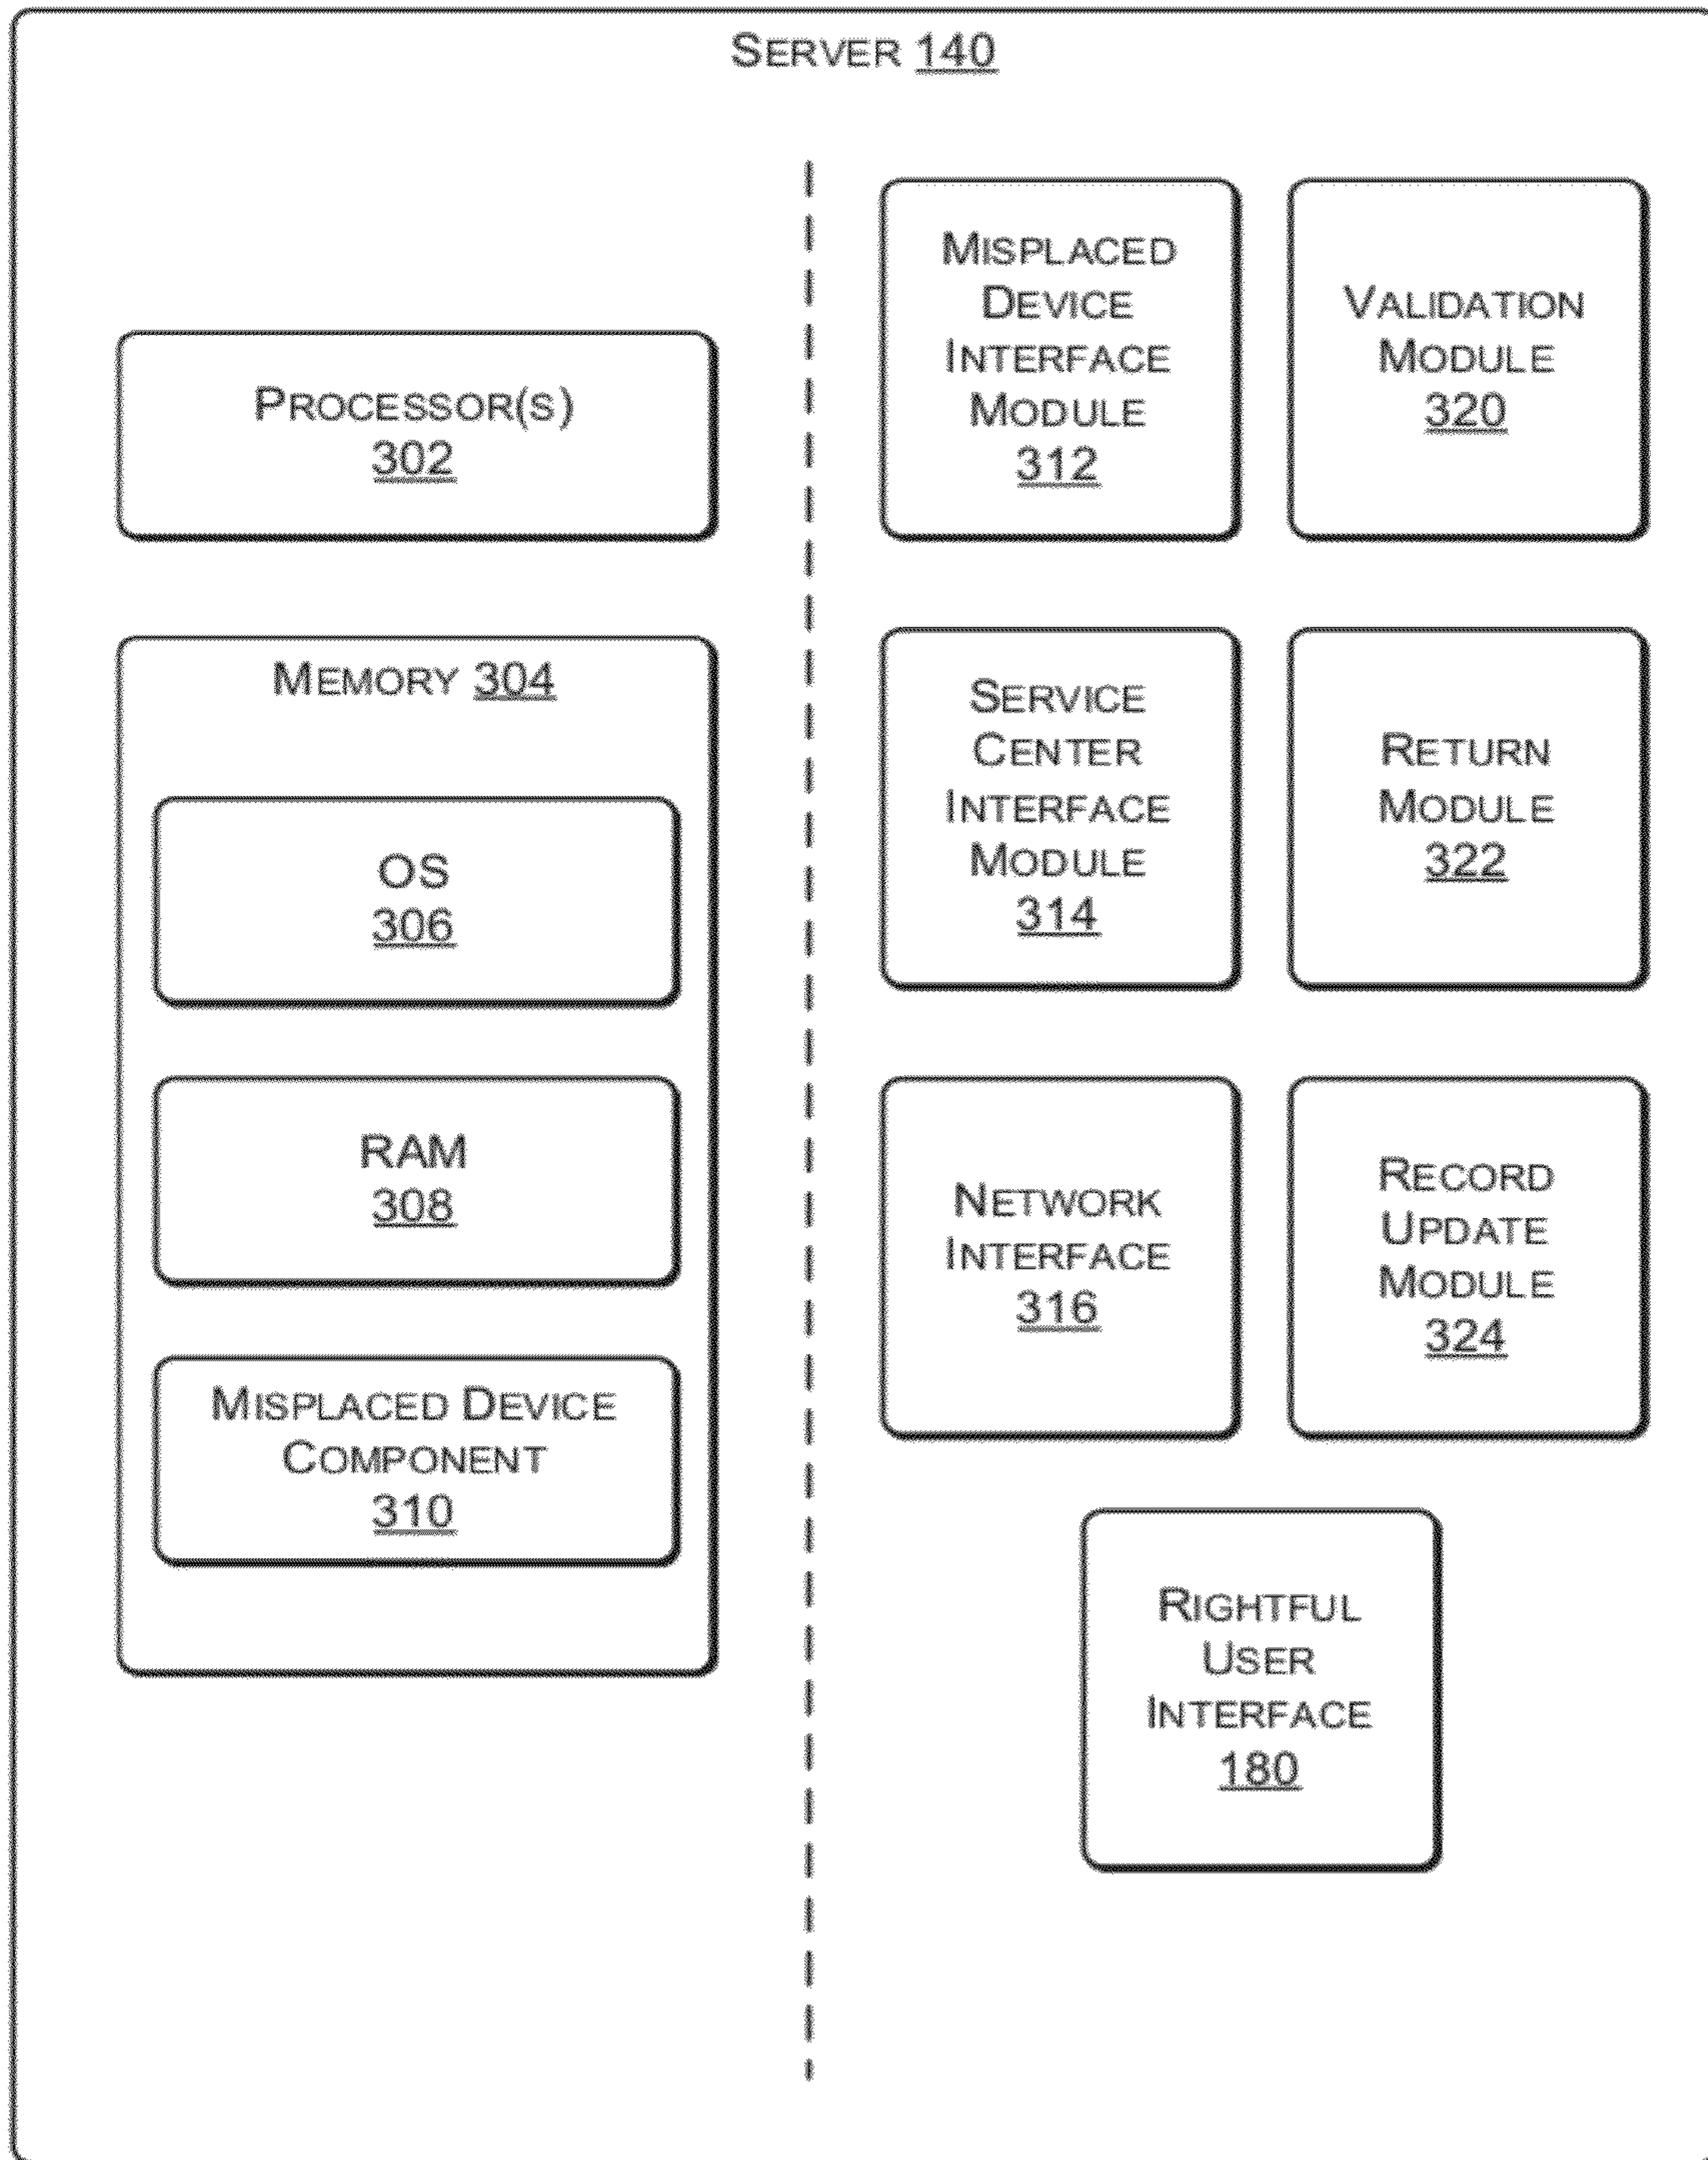 SERVER 140
PROCESSOR(S)
302
MEMORY 304
OS
306
RAM
308
MISPLACED DEVICE
COMPONENT
310
MISPLACED
DEVICE
INTERFACE
MODULE
312
VALIDATION
MODULE
320
SERVICE
CENTER
INTERFACE
MODULE
314
RETURN
MODULE
322
NETWORK
INTERFACE
316
RECORD
UPDATE
MODULE
324
RIGHTFUL
USER
INTERFACE
180